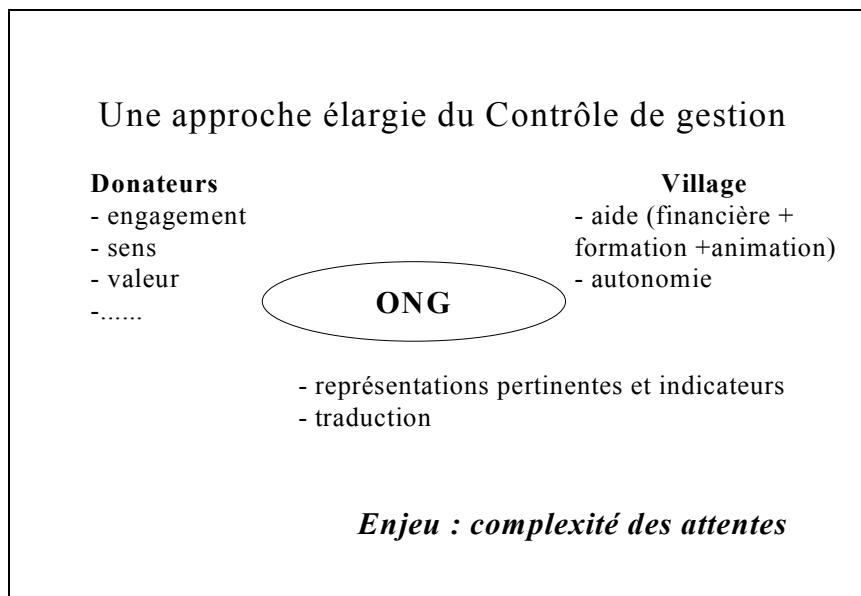 Une approche élargie du Contrôle de gestion
Donateurs
- engagement
- sens
- valeur
-......
Village
- aide (financière +
formation +animation)
- autonomie
ONG
- représentations pertinentes et indicateurs
- traduction
Enjeu : complexité des attentes